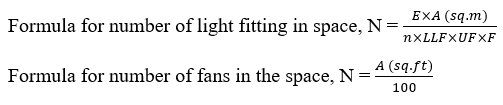 Formula for number of light fitting in space, N = E×A (sq.m) / n×LLF×UF×F
Formula for number of fans in the space, N = A (sq.ft) / 100